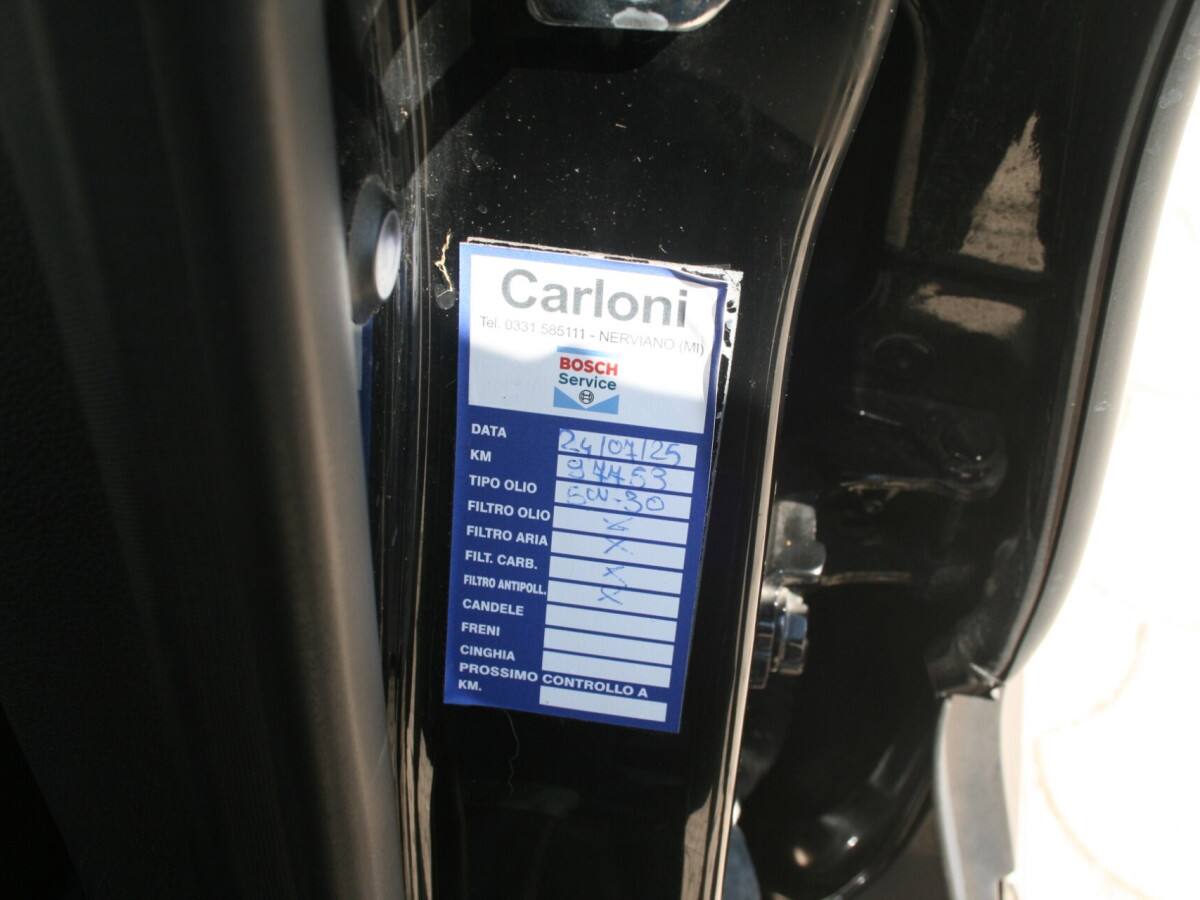 Carloni
Tel. 0331 585111 - NERVIANO (MI)
BOSCH
Service
DATA 24/07/25
KM 97753
TIPO OLIO 5W-30
FILTRO OLIO X
FILTRO ARIA X
FILT. CARB. X
FILTRO ANTIPOLL. X
CANDELE
FRENI
CINGHIA
PROSSIMO CONTROLLO A
KM.